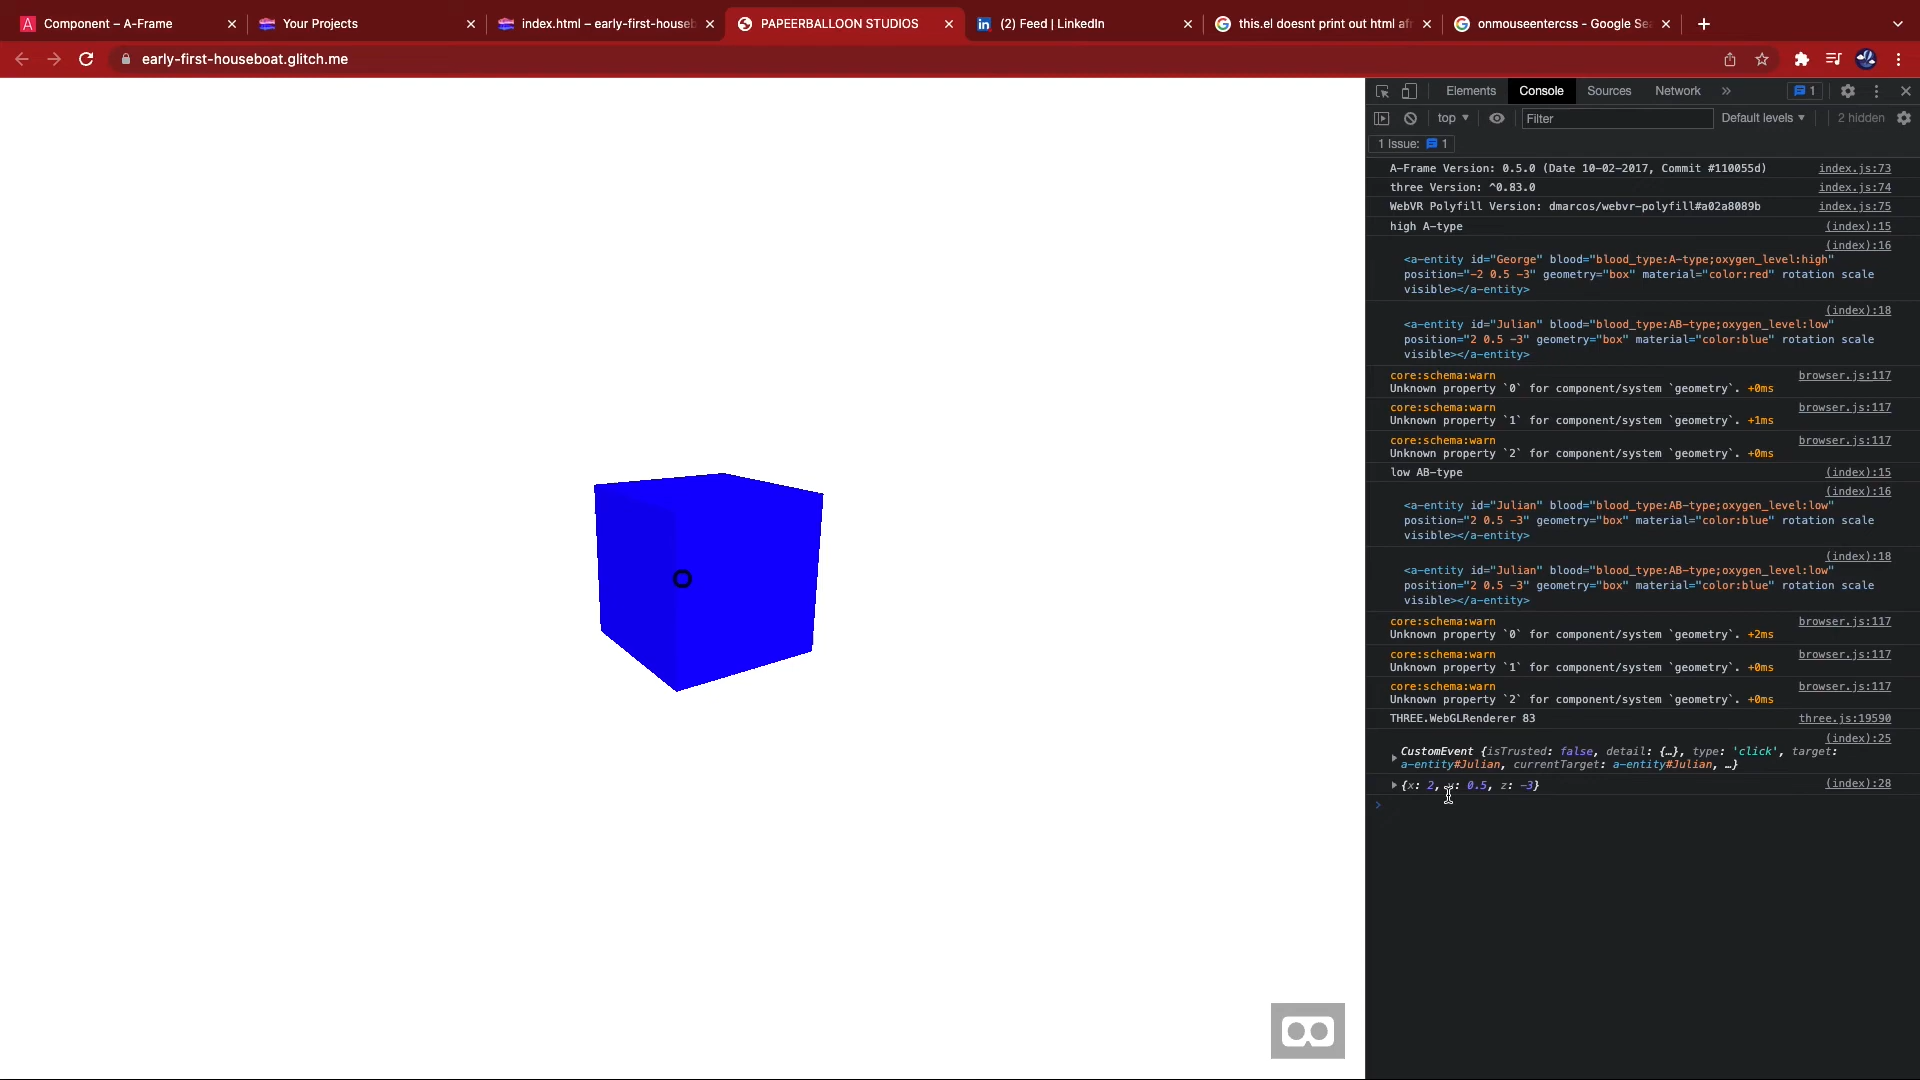 Component – A-Frame
Your Projects
index.html – early-first-houseb
PAPEERBALLOON STUDIOS
(2) Feed | LinkedIn
this.el doesnt print out html afr
onmouseentercss - Google Se
early-first-houseboat.glitch.me
Elements Console Sources Network » 1
top Filter Default levels 2 hidden
1 Issue: 1
A-Frame Version: 0.5.0 (Date 10-02-2017, Commit #110055d) index.js:73
three Version: ^0.83.0 index.js:74
WebVR Polyfill Version: dmarcos/webvr-polyfill#a02a8089b index.js:75
high A-type (index):15
(index):16
<a-entity id="George" blood="blood_type:A-type;oxygen_level:high"
position="-2 0.5 -3" geometry="box" material="color:red" rotation scale
visible></a-entity>
(index):18
<a-entity id="Julian" blood="blood_type:AB-type;oxygen_level:low"
position="2 0.5 -3" geometry="box" material="color:blue" rotation scale
visible></a-entity>
core:schema:warn browser.js:117
Unknown property `0` for component/system `geometry`. +0ms
core:schema:warn browser.js:117
Unknown property `1` for component/system `geometry`. +1ms
core:schema:warn browser.js:117
Unknown property `2` for component/system `geometry`. +0ms
low AB-type (index):15
(index):16
<a-entity id="Julian" blood="blood_type:AB-type;oxygen_level:low"
position="2 0.5 -3" geometry="box" material="color:blue" rotation scale
visible></a-entity>
(index):18
<a-entity id="Julian" blood="blood_type:AB-type;oxygen_level:low"
position="2 0.5 -3" geometry="box" material="color:blue" rotation scale
visible></a-entity>
core:schema:warn browser.js:117
Unknown property `0` for component/system `geometry`. +2ms
core:schema:warn browser.js:117
Unknown property `1` for component/system `geometry`. +0ms
core:schema:warn browser.js:117
Unknown property `2` for component/system `geometry`. +0ms
THREE.WebGLRenderer 83 three.js:19590
(index):25
CustomEvent {isTrusted: false, detail: {…}, type: 'click', target:
a-entity#Julian, currentTarget: a-entity#Julian, …}
{x: 2, y: 0.5, z: -3} (index):28